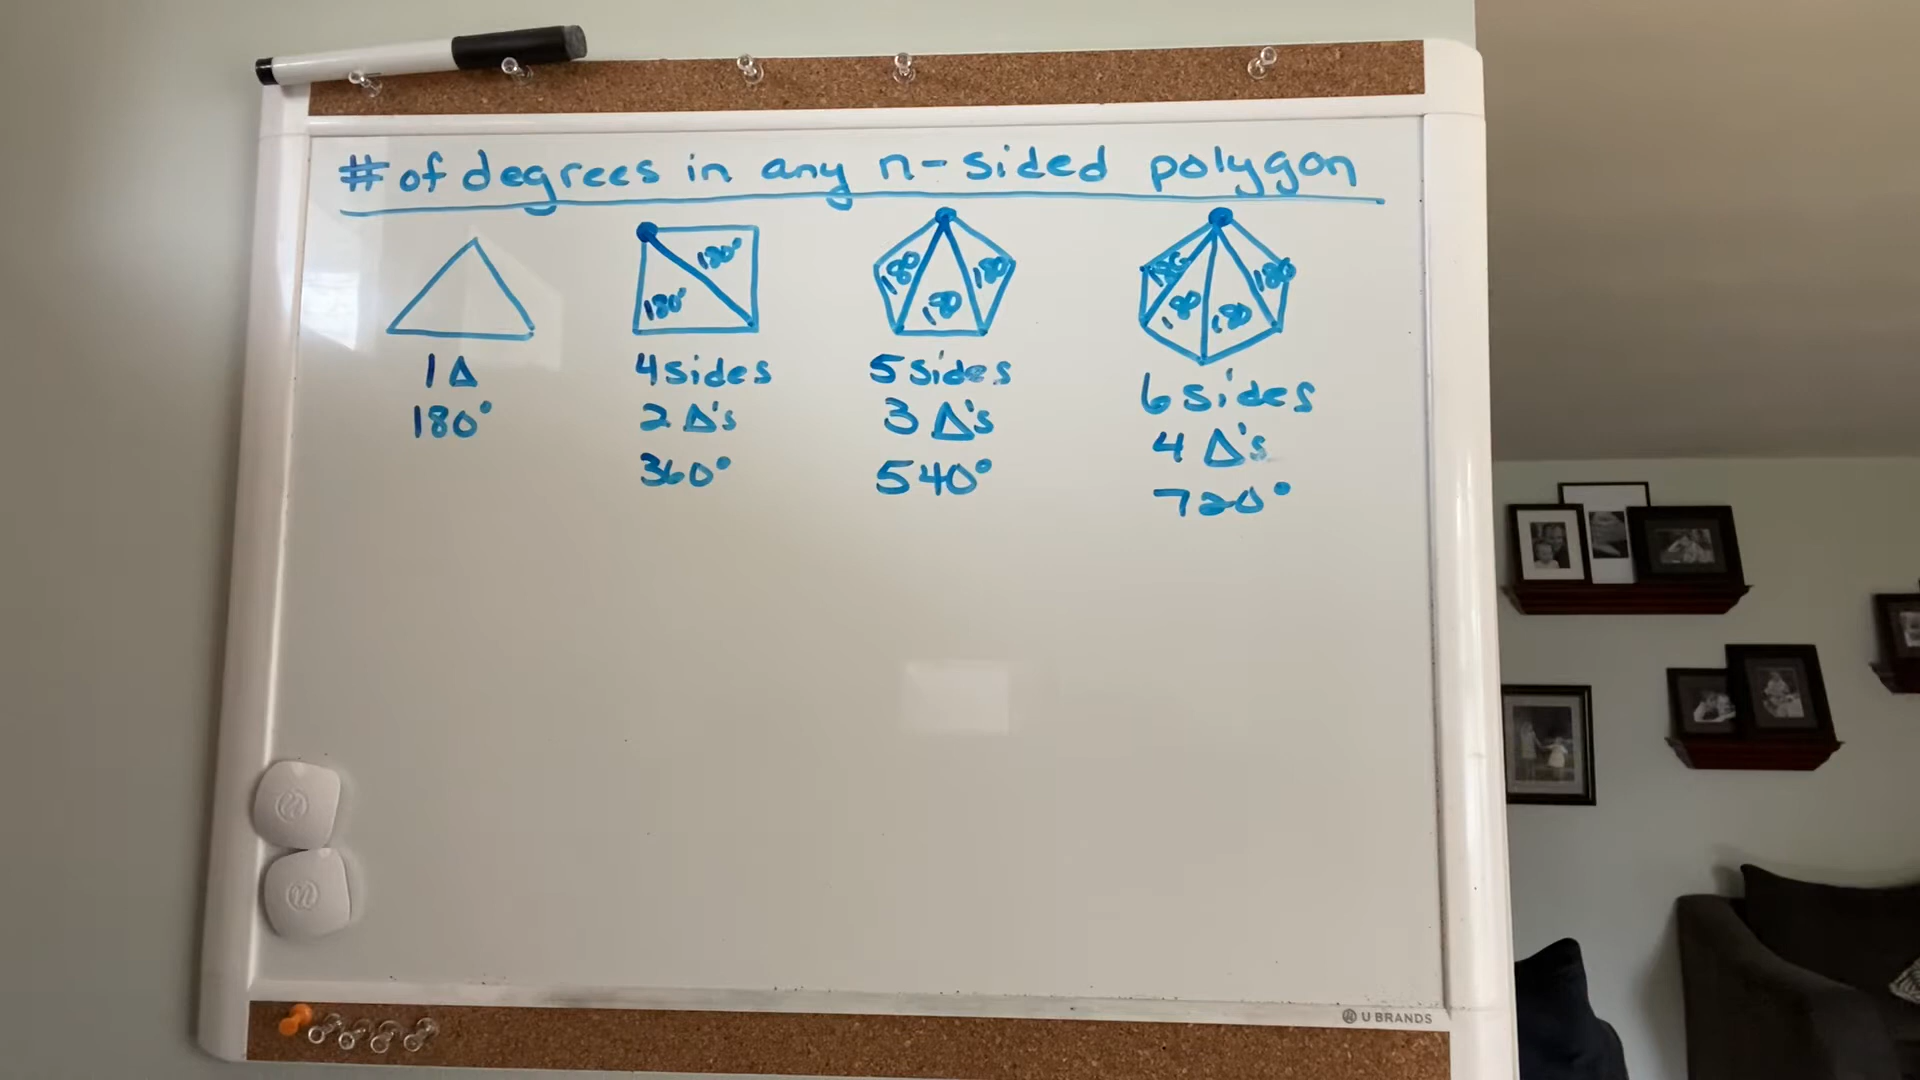 # of degrees in any n-sided polygon
180°
180°
180
180
180
180
180
180
180
1 Δ
180°
4 sides
2 Δ's
360°
5 sides
3 Δ's
540°
6 sides
4 Δ's
720°
U BRANDS